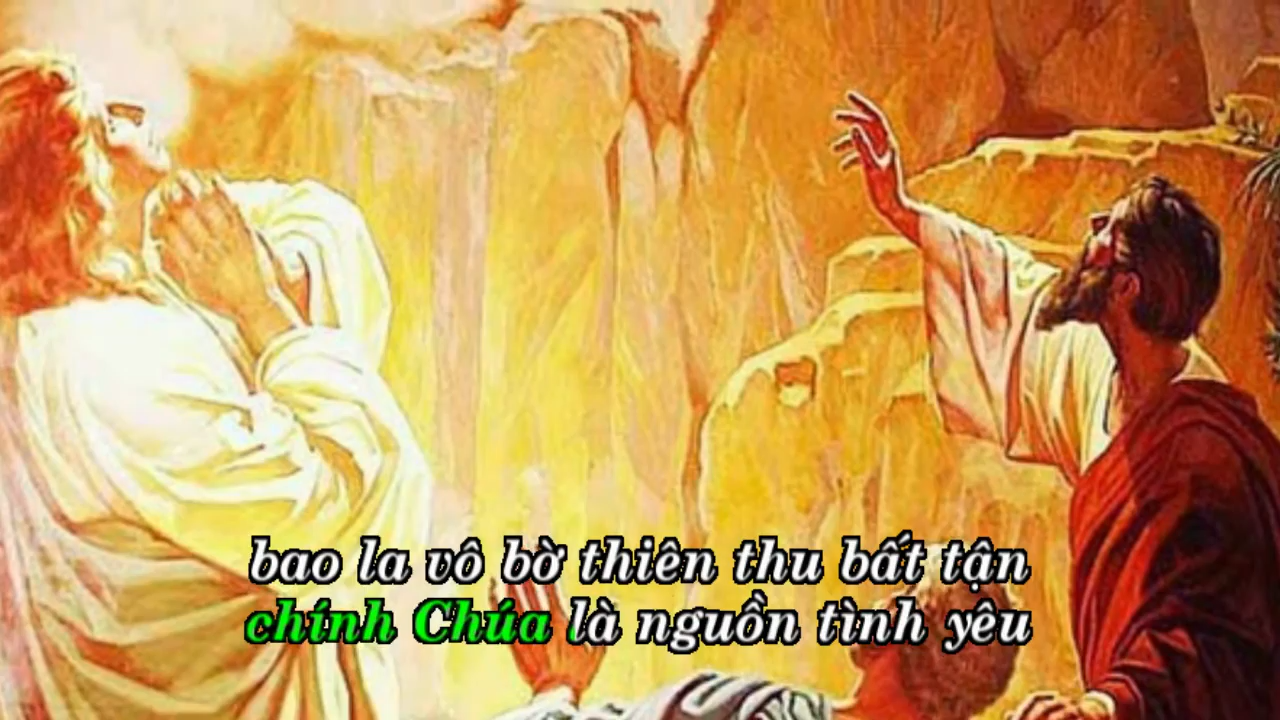 bao la vô bờ thiên thu bất tận
chính Chúa là nguồn tình yêu